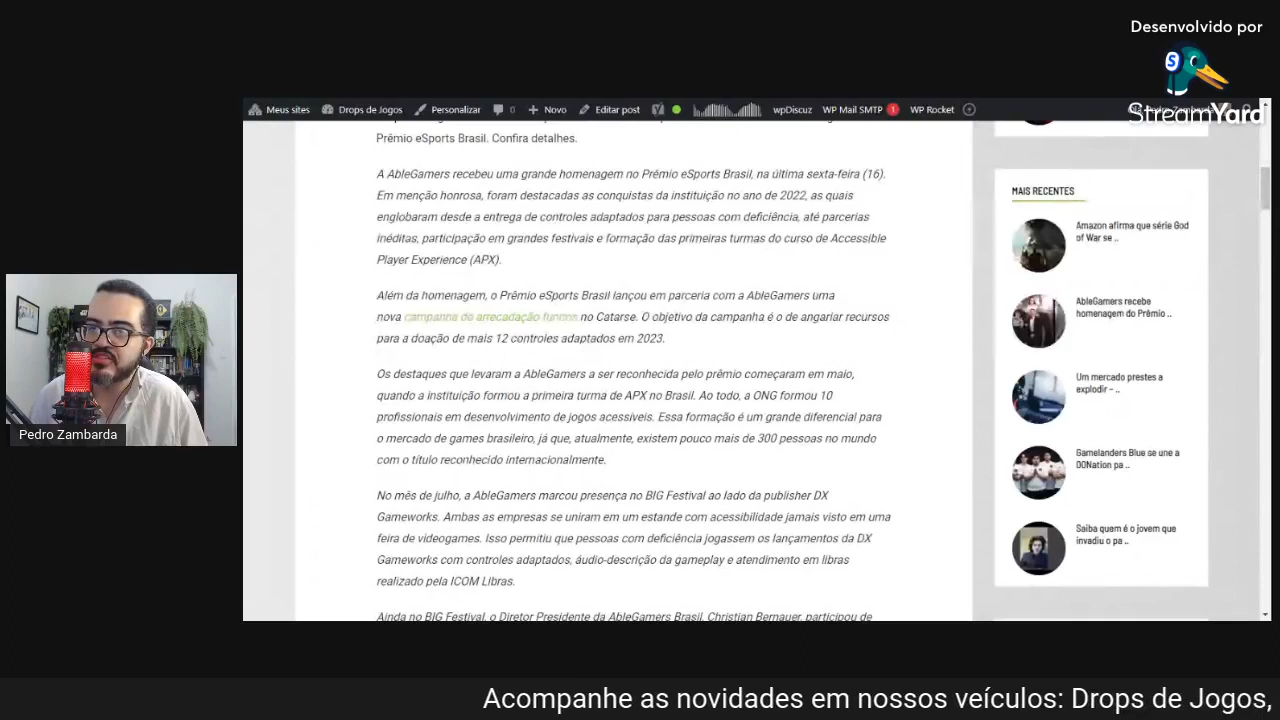 Desenvolvido por
StreamYard
Meus sites Drops de Jogos Personalizar 0 Novo Editar post wpDiscuz WP Mail SMTP 1 WP Rocket
Prêmio eSports Brasil. Confira detalhes.
A AbleGamers recebeu uma grande homenagem no Prêmio eSports Brasil, na última sexta-feira (16).
Em menção honrosa, foram destacadas as conquistas da instituição no ano de 2022, as quais
englobaram desde a entrega de controles adaptados para pessoas com deficiência, até parcerias
inéditas, participação em grandes festivais e formação das primeiras turmas do curso de Accessible
Player Experience (APX).
Além da homenagem, o Prêmio eSports Brasil lançou em parceria com a AbleGamers uma
nova campanha de arrecadação fundos no Catarse. O objetivo da campanha é o de angariar recursos
para a doação de mais 12 controles adaptados em 2023.
Os destaques que levaram a AbleGamers a ser reconhecida pelo prêmio começaram em maio,
quando a instituição formou a primeira turma de APX no Brasil. Ao todo, a ONG formou 10
profissionais em desenvolvimento de jogos acessíveis. Essa formação é um grande diferencial para
o mercado de games brasileiro, já que, atualmente, existem pouco mais de 300 pessoas no mundo
com o título reconhecido internacionalmente.
No mês de julho, a AbleGamers marcou presença no BIG Festival ao lado da publisher DX
Gameworks. Ambas as empresas se uniram em um estande com acessibilidade jamais visto em uma
feira de videogames. Isso permitiu que pessoas com deficiência jogassem os lançamentos da DX
Gameworks com controles adaptados, áudio-descrição da gameplay e atendimento em libras
realizado pela ICOM Libras.
Ainda no BIG Festival, o Diretor Presidente da AbleGamers Brasil, Christian Bernauer, participou de
MAIS RECENTES
Amazon afirma que série God
of War se ..
AbleGamers recebe
homenagem do Prêmio ..
Um mercado prestes a
explodir – ..
Gamelanders Blue se une a
DONation pa ..
Saiba quem é o jovem que
invadiu o pa ..
Pedro Zambarda
Acompanhe as novidades em nossos veículos: Drops de Jogos,